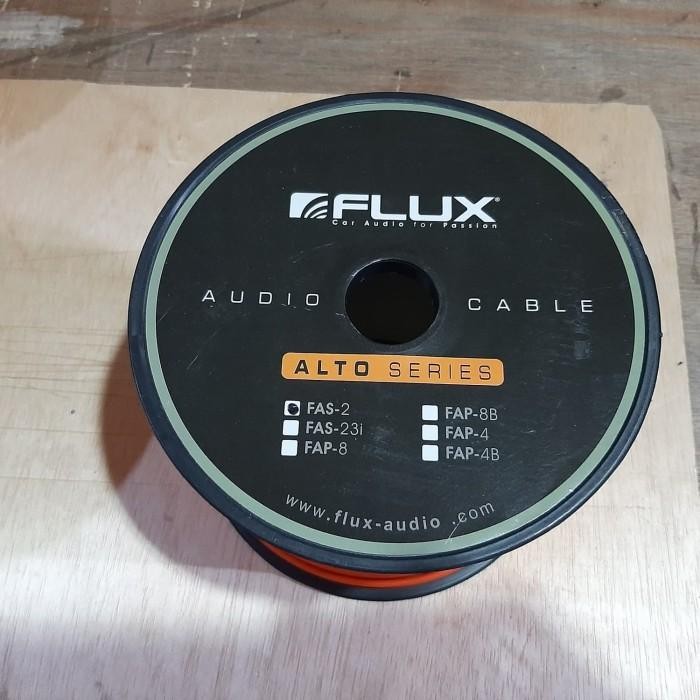 FLUX®
Car Audio for Passion
AUDIO CABLE
ALTO SERIES
FAS-2 FAP-8B
FAS-23i FAP-4
FAP-8 FAP-4B
www.flux-audio .com